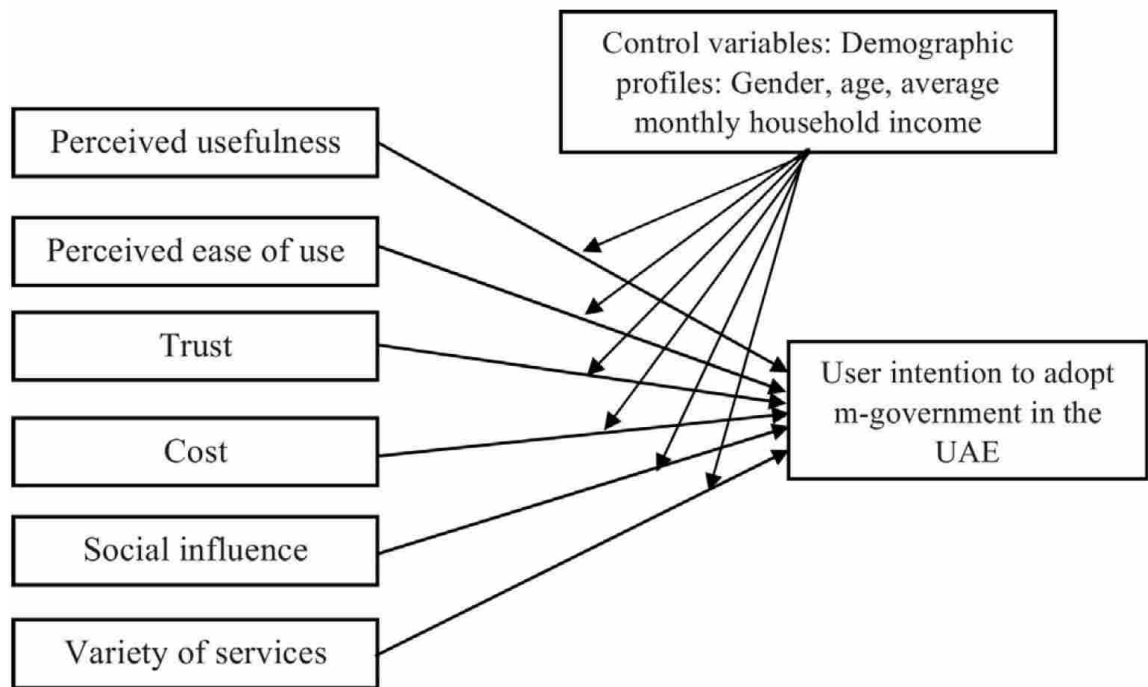 Control variables: Demographic
profiles: Gender, age, average
monthly household income
Perceived usefulness
Perceived ease of use
Trust
Cost
Social influence
Variety of services
User intention to adopt
m-government in the
UAE